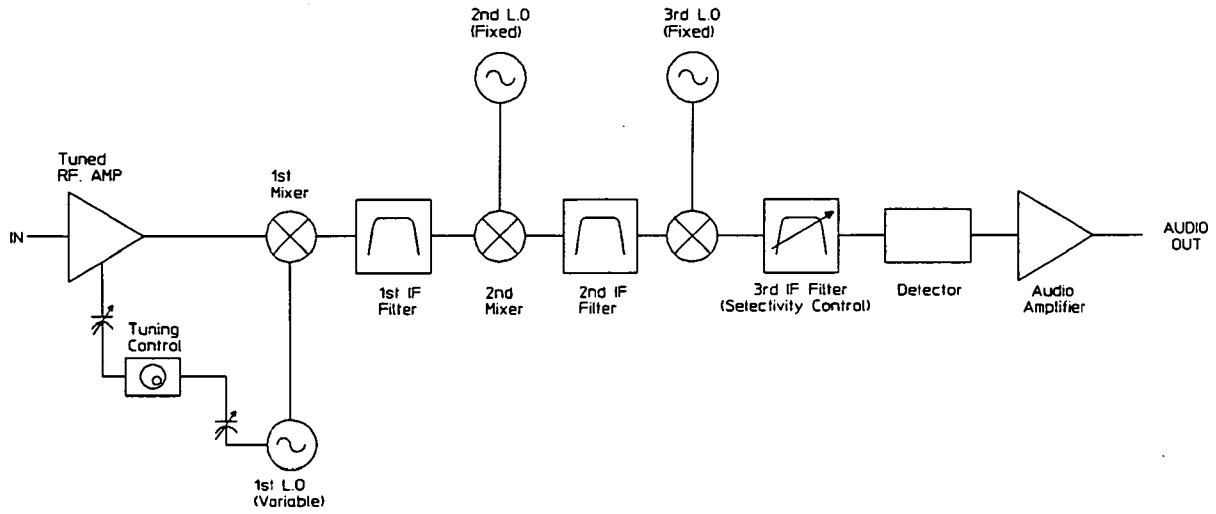 2nd L.O
(Fixed)
3rd L.O
(Fixed)
Tuned
RF. AMP
1st
Mixer
IN
AUDIO
OUT
1st IF
Filter
2nd
Mixer
2nd IF
Filter
3rd IF Filter
(Selectivity Control)
Detector
Audio
Amplifier
Tuning
Control
1st L.O
(Variable)